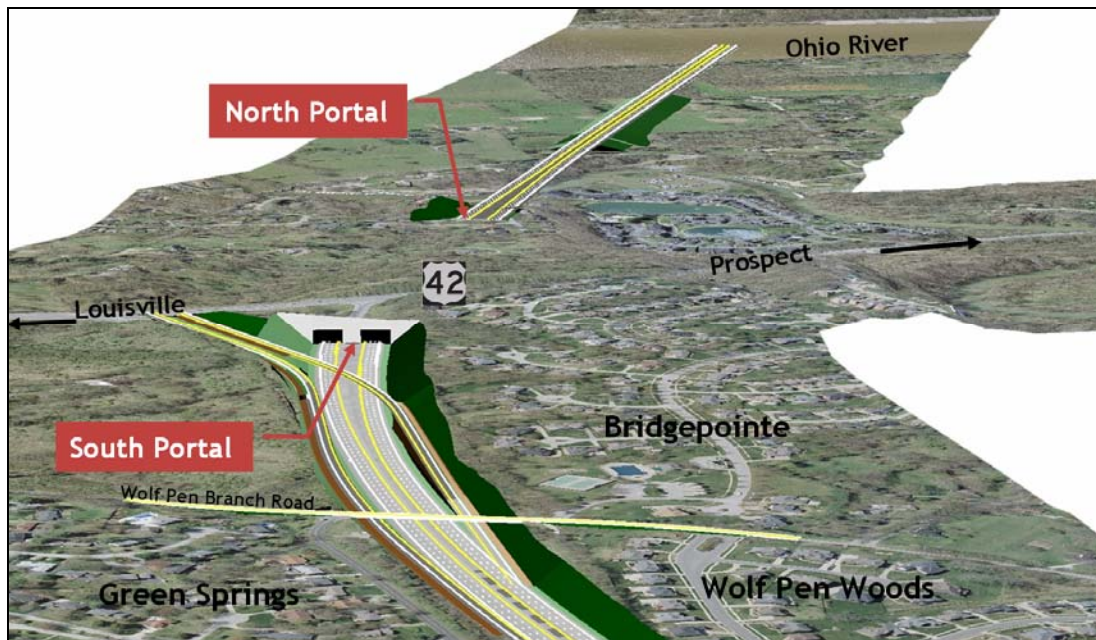 Ohio River
North Portal
Prospect
42
Louisville
South Portal
Bridgepointe
Wolf Pen Branch Road
Green Springs
Wolf Pen Woods